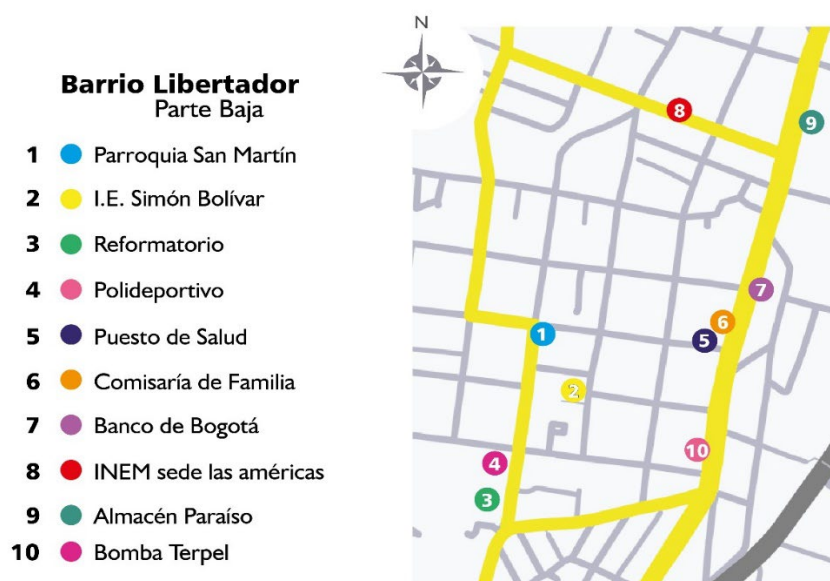 Barrio Libertador
Parte Baja
1 Parroquia San Martín
2 I.E. Simón Bolívar
3 Reformatorio
4 Polideportivo
5 Puesto de Salud
6 Comisaría de Familia
7 Banco de Bogotá
8 INEM sede las américas
9 Almacén Paraíso
10 Bomba Terpel
N
8
9
7
6
1
5
2
10
4
3